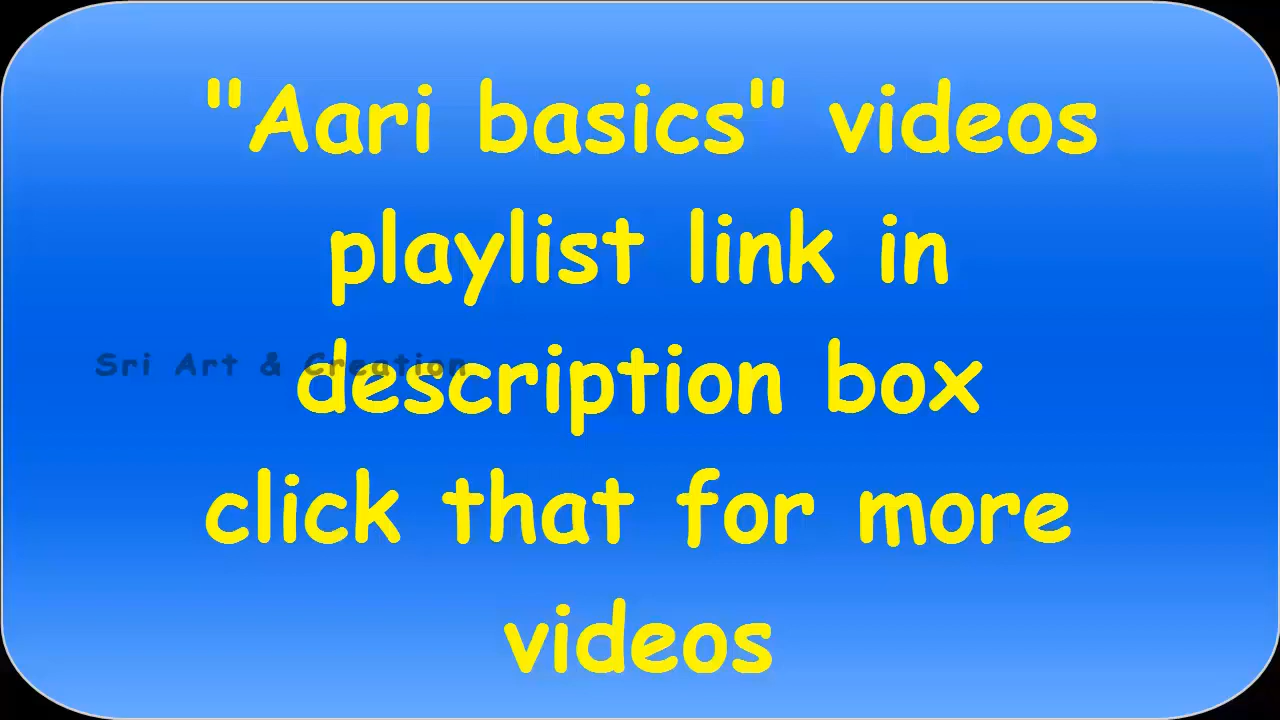 "Aari basics" videos
playlist link in
Sri Art & Creation
description box
click that for more
videos